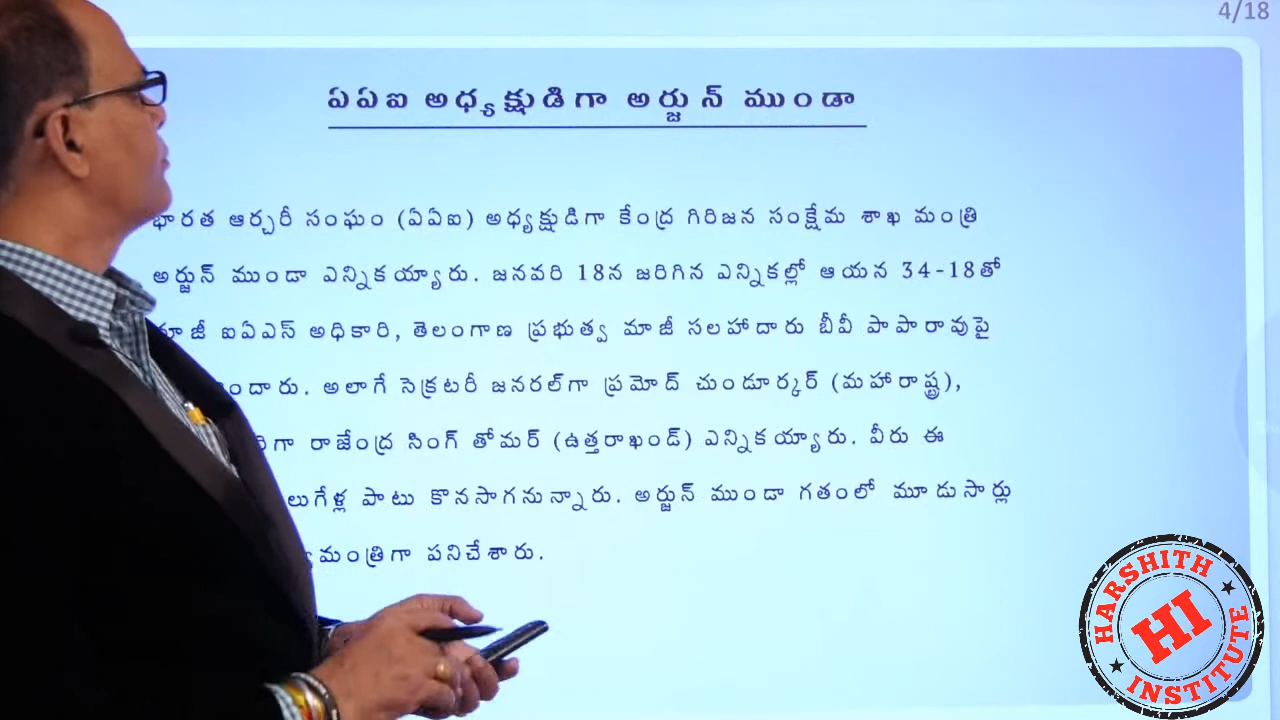 4/18
ఏఏఐ అధ్యక్షుడిగా అర్జున్ ముండా
భారత ఆర్చరీ సంఘం (ఏఏఐ) అధ్యక్షుడిగా కేంద్ర గిరిజన సంక్షేమ శాఖ మంత్రి
అర్జున్ ముండా ఎన్నికయ్యారు. జనవరి 18న జరిగిన ఎన్నికల్లో ఆయన 34-18తో
మాజీ ఐఏఎస్ అధికారి, తెలంగాణ ప్రభుత్వ మాజీ సలహాదారు బీవీ పాపారావుపై
అలాగే సెక్రటరీ జనరల్‌గా ప్రమోద్ చుండూర్కర్ (మహారాష్ట్ర),
రాజేంద్ర సింగ్ తోమర్ (ఉత్తరాఖండ్) ఎన్నికయ్యారు. వీరు ఈ
పాటు కొనసాగనున్నారు. అర్జున్ ముండా గతంలో మూడుసార్లు
పనిచేశారు.
HARSHITH
HI
INSTITUTE